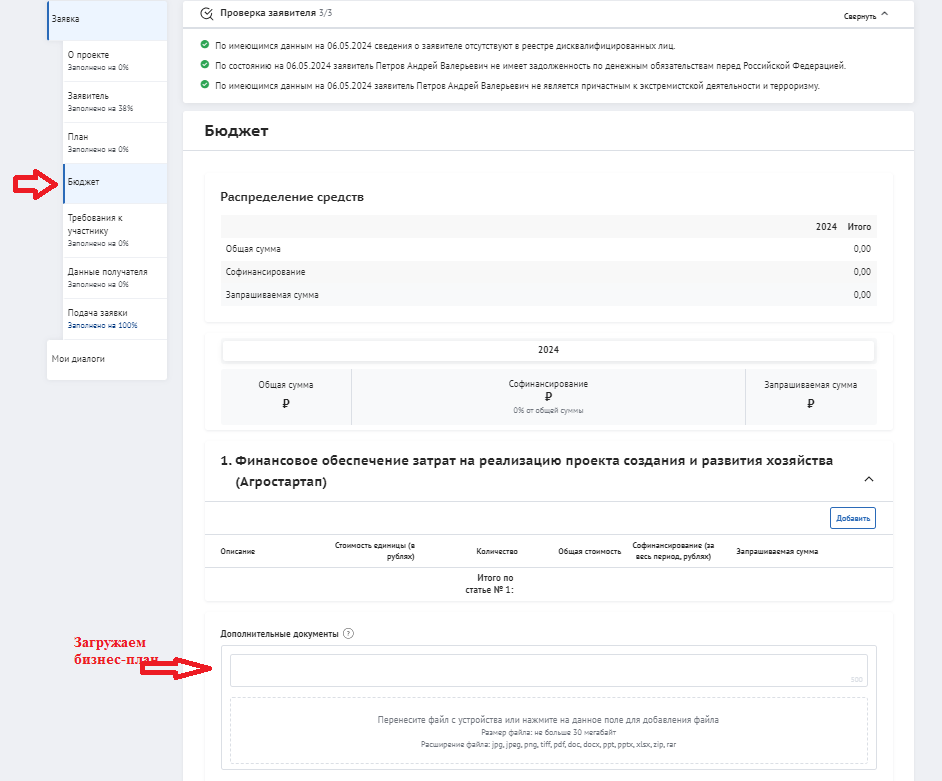 Заявка
О проекте
Заполнено на 0%
Заявитель
Заполнено на 38%
План
Заполнено на 0%
Бюджет
Требования к
участнику
Заполнено на 0%
Данные получателя
Заполнено на 0%
Подача заявки
Заполнено на 100%
Мои диалоги
Проверка заявителя 3/3
Свернуть
По имеющимся данным на 06.05.2024 сведения о заявителе отсутствуют в реестре дисквалифицированных лиц.
По состоянию на 06.05.2024 заявитель Петров Андрей Валерьевич не имеет задолженность по денежным обязательствам перед Российской Федерацией.
По имеющимся данным на 06.05.2024 заявитель Петров Андрей Валерьевич не является причастным к экстремистской деятельности и терроризму.
Бюджет
Распределение средств
2024 Итого
Общая сумма 0,00
Софинансирование 0,00
Запрашиваемая сумма 0,00
2024
Общая сумма
₽
Софинансирование
₽
0% от общей суммы
Запрашиваемая сумма
₽
1. Финансовое обеспечение затрат на реализацию проекта создания и развития хозяйства
(Агростартап)
Добавить
Описание
Стоимость единицы (в
рублях)
Количество
Общая стоимость
Софинансирование (за
весь период, рублях)
Запрашиваемая сумма
Итого по
статье № 1:
Загружаем
бизнес-план
Дополнительные документы ?
500
Перенесите файл с устройства или нажмите на данное поле для добавления файла
Размер файла: не больше 30 мегабайт
Расширение файла: jpg, jpeg, png, tiff, pdf, doc, docx, ppt, pptx, xlsx, zip, rar